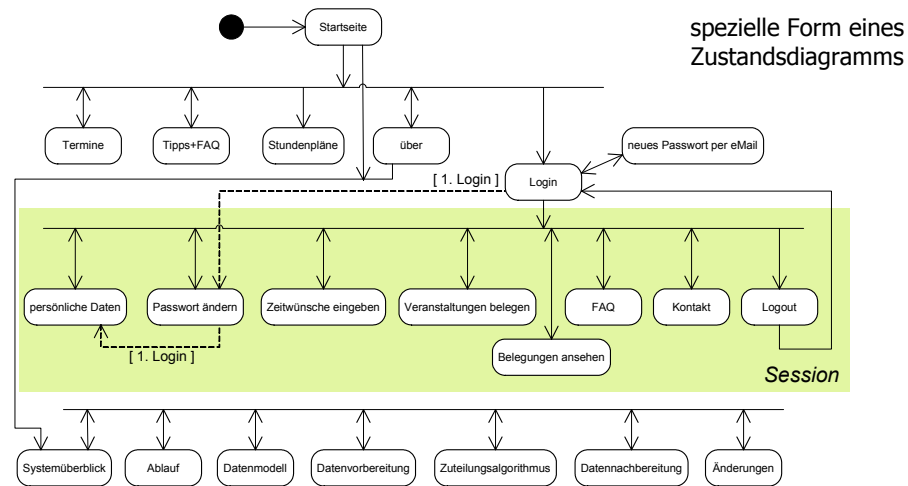 spezielle Form eines
Zustandsdiagramms
Startseite
Termine
Tipps+FAQ
Stundenpläne
über
neues Passwort per eMail
[ 1. Login ]
Login
persönliche Daten
Passwort ändern
Zeitwünsche eingeben
Veranstaltungen belegen
FAQ
Kontakt
Logout
[ 1. Login ]
Belegungen ansehen
Session
Systemüberblick
Ablauf
Datenmodell
Datenvorbereitung
Zuteilungsalgorithmus
Datennachbereitung
Änderungen